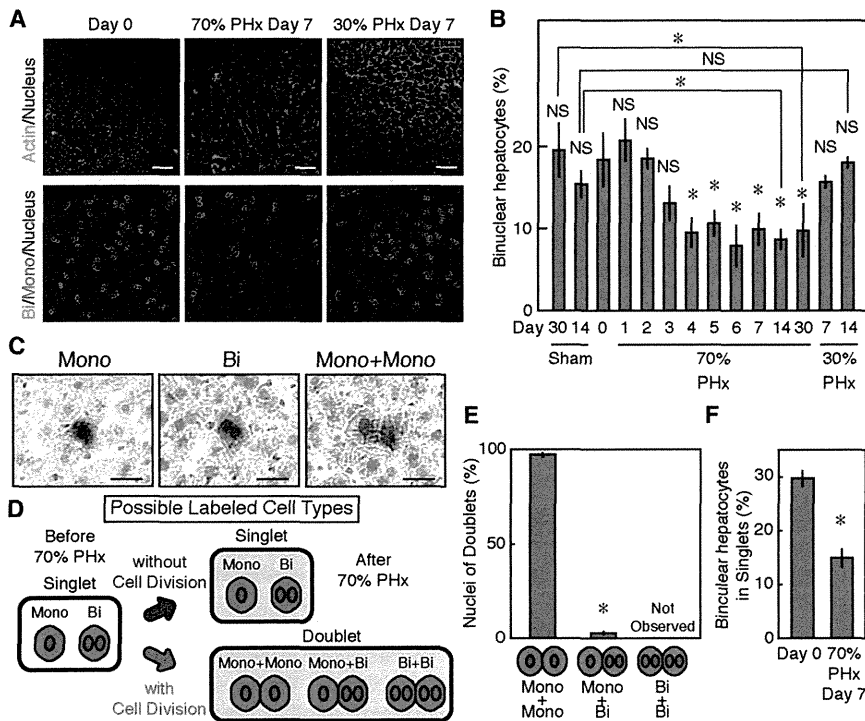 A
Day 0
70% PHx Day 7
30% PHx Day 7
Actin/Nucleus
Bi/Mono/Nucleus
B
Binuclear hepatocytes (%)
20
10
0
*
NS
*
NS
NS
NS
NS
NS
*
*
*
*
*
*
NS
NS
Day 30 14 0 1 2 3 4 5 6 7 14 30 7 14
Sham
70%
PHx
30%
PHx
C
Mono
Bi
Mono+Mono
D
Possible Labeled Cell Types
Before
70% PHx
Singlet
Mono
Bi
without
Cell Division
Singlet
Mono
Bi
After
70% PHx
with
Cell Division
Doublet
Mono+Mono
Mono+Bi
Bi+Bi
E
Nuclei of Doublets (%)
100
50
0
*
Not
Observed
Mono
+
Mono
Mono
+
Bi
Bi
+
Bi
F
Binculear hepatocytes
in Singlets (%)
30
20
10
0
*
Day 0
70%
PHx
Day 7